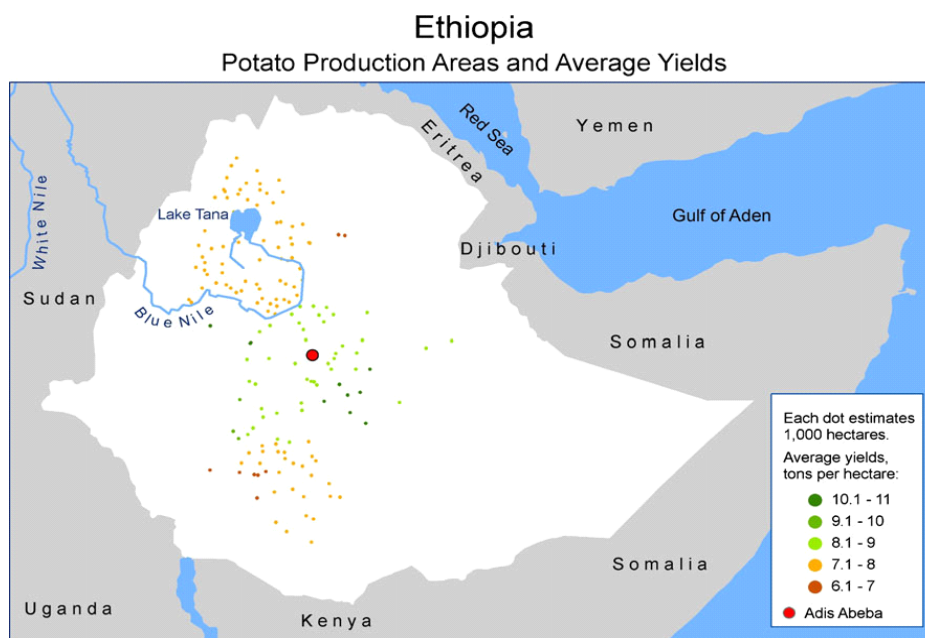 Ethiopia
Potato Production Areas and Average Yields
Red Sea
Yemen
Eritrea
White Nile
Lake Tana
Gulf of Aden
Djibouti
Sudan
Blue Nile
Somalia
Each dot estimates
1,000 hectares.
Average yields,
tons per hectare:
10.1 - 11
9.1 - 10
8.1 - 9
7.1 - 8
6.1 - 7
Adis Abeba
Somalia
Uganda
Kenya